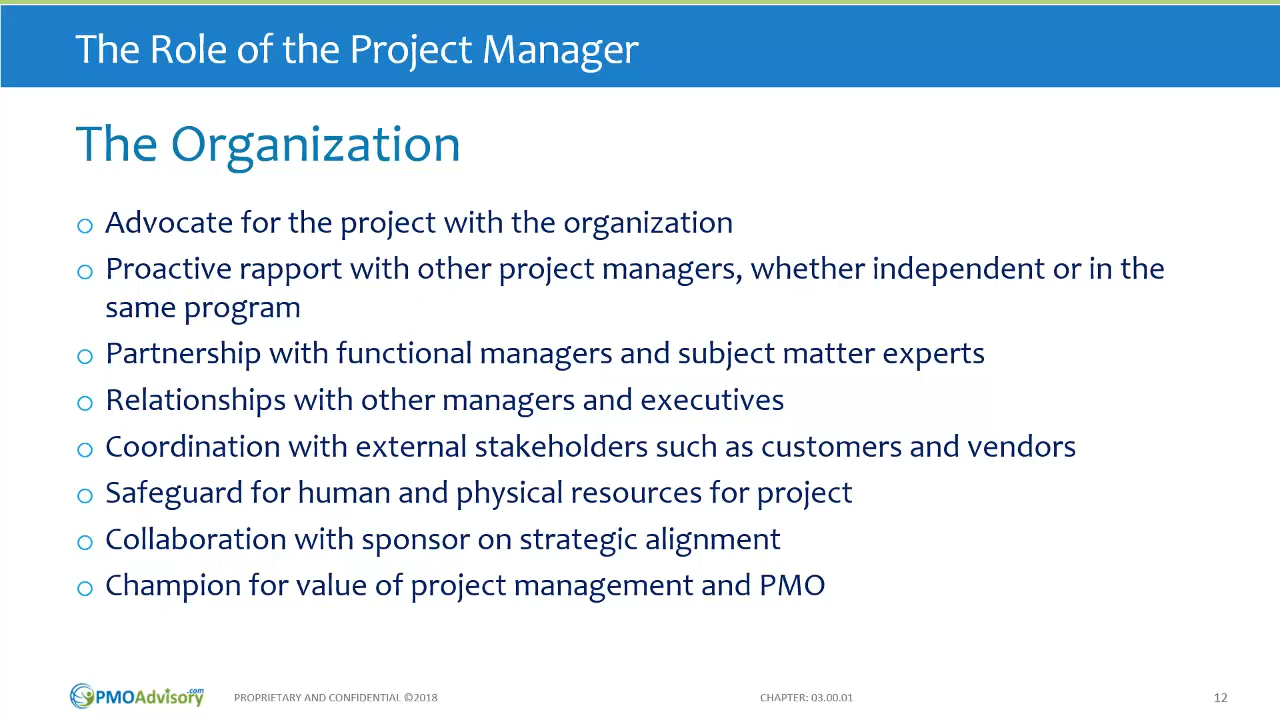 The Role of the Project Manager
The Organization
o Advocate for the project with the organization
o Proactive rapport with other project managers, whether independent or in the
same program
o Partnership with functional managers and subject matter experts
o Relationships with other managers and executives
o Coordination with external stakeholders such as customers and vendors
o Safeguard for human and physical resources for project
o Collaboration with sponsor on strategic alignment
o Champion for value of project management and PMO
PMOAdvisory.com PROPRIETARY AND CONFIDENTIAL ©2018 CHAPTER: 03.00.01 12